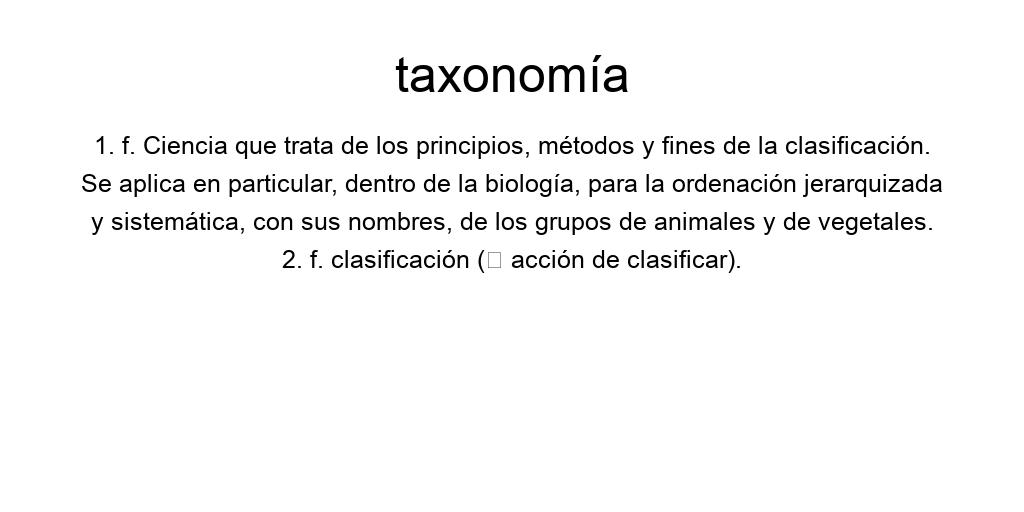 taxonomía
1. f. Ciencia que trata de los principios, métodos y fines de la clasificación.
Se aplica en particular, dentro de la biología, para la ordenación jerarquizada
y sistemática, con sus nombres, de los grupos de animales y de vegetales.
2. f. clasificación (▯ acción de clasificar).